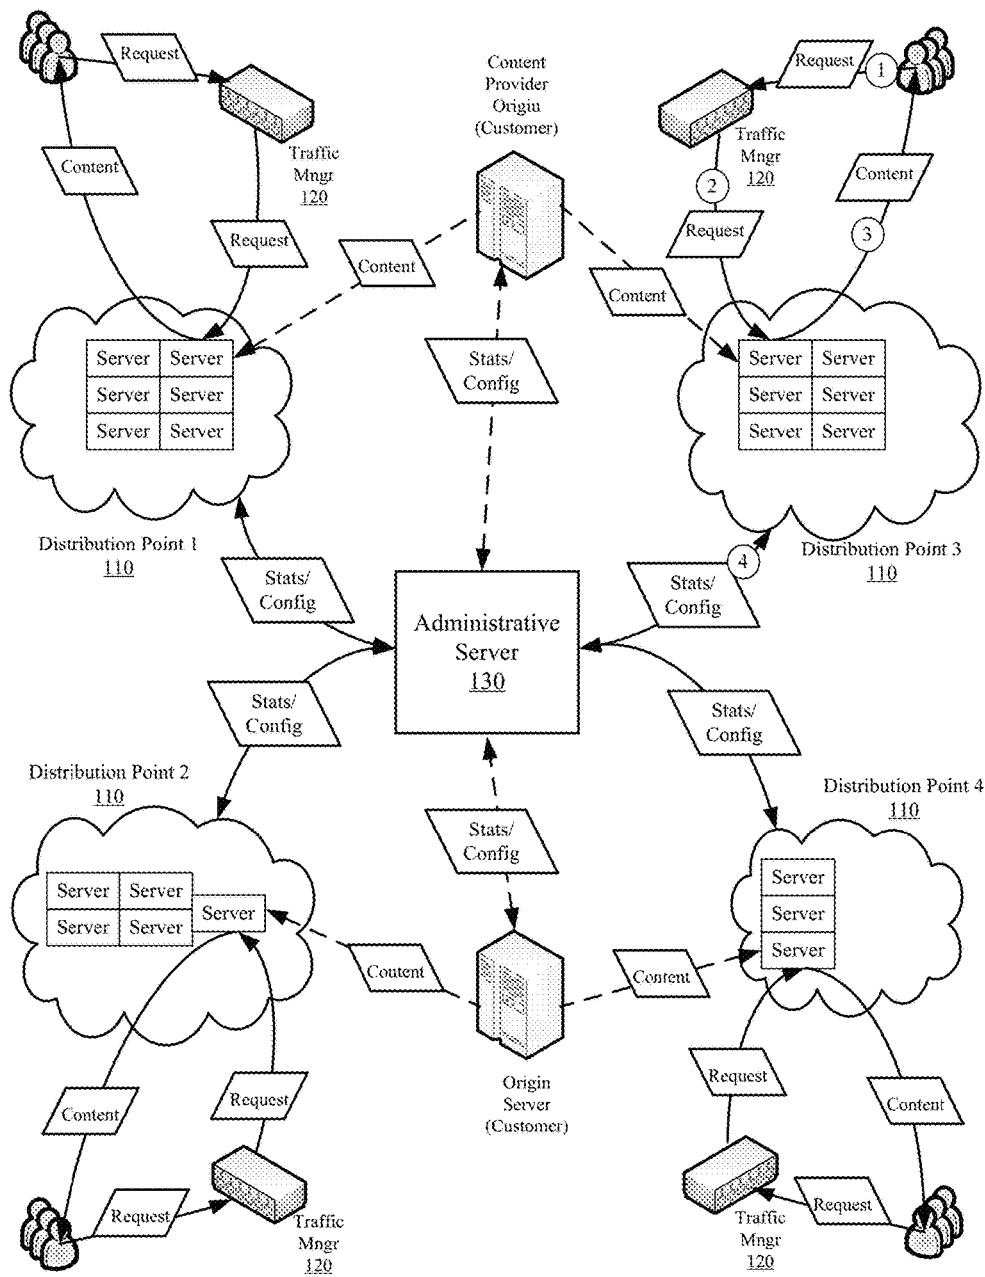 Request
Content
Provider
Origiu
(Customer)
Request
1
Traffic
Mngr
120
Traffic
Mngr
120
Content
2
Content
Request
Request
3
Content
Content
Stats/
Config
Server Server
Server Server
Server Server
Server Server
Server Server
Server Server
Distribution Point 1
110
Distribution Point 3
110
4
Stats/
Config
Stats/
Config
Administrative
Server
130
Stats/
Config
Stats/
Config
Distribution Point 2
110
Distribution Point 4
110
Stats/
Config
Server Server
Server Server
Server
Server
Server
Server
Content
Content
Origin
Server
(Customer)
Content
Request
Request
Content
Request
Traffic
Mngr
120
Traffic
Mngr
120
Request